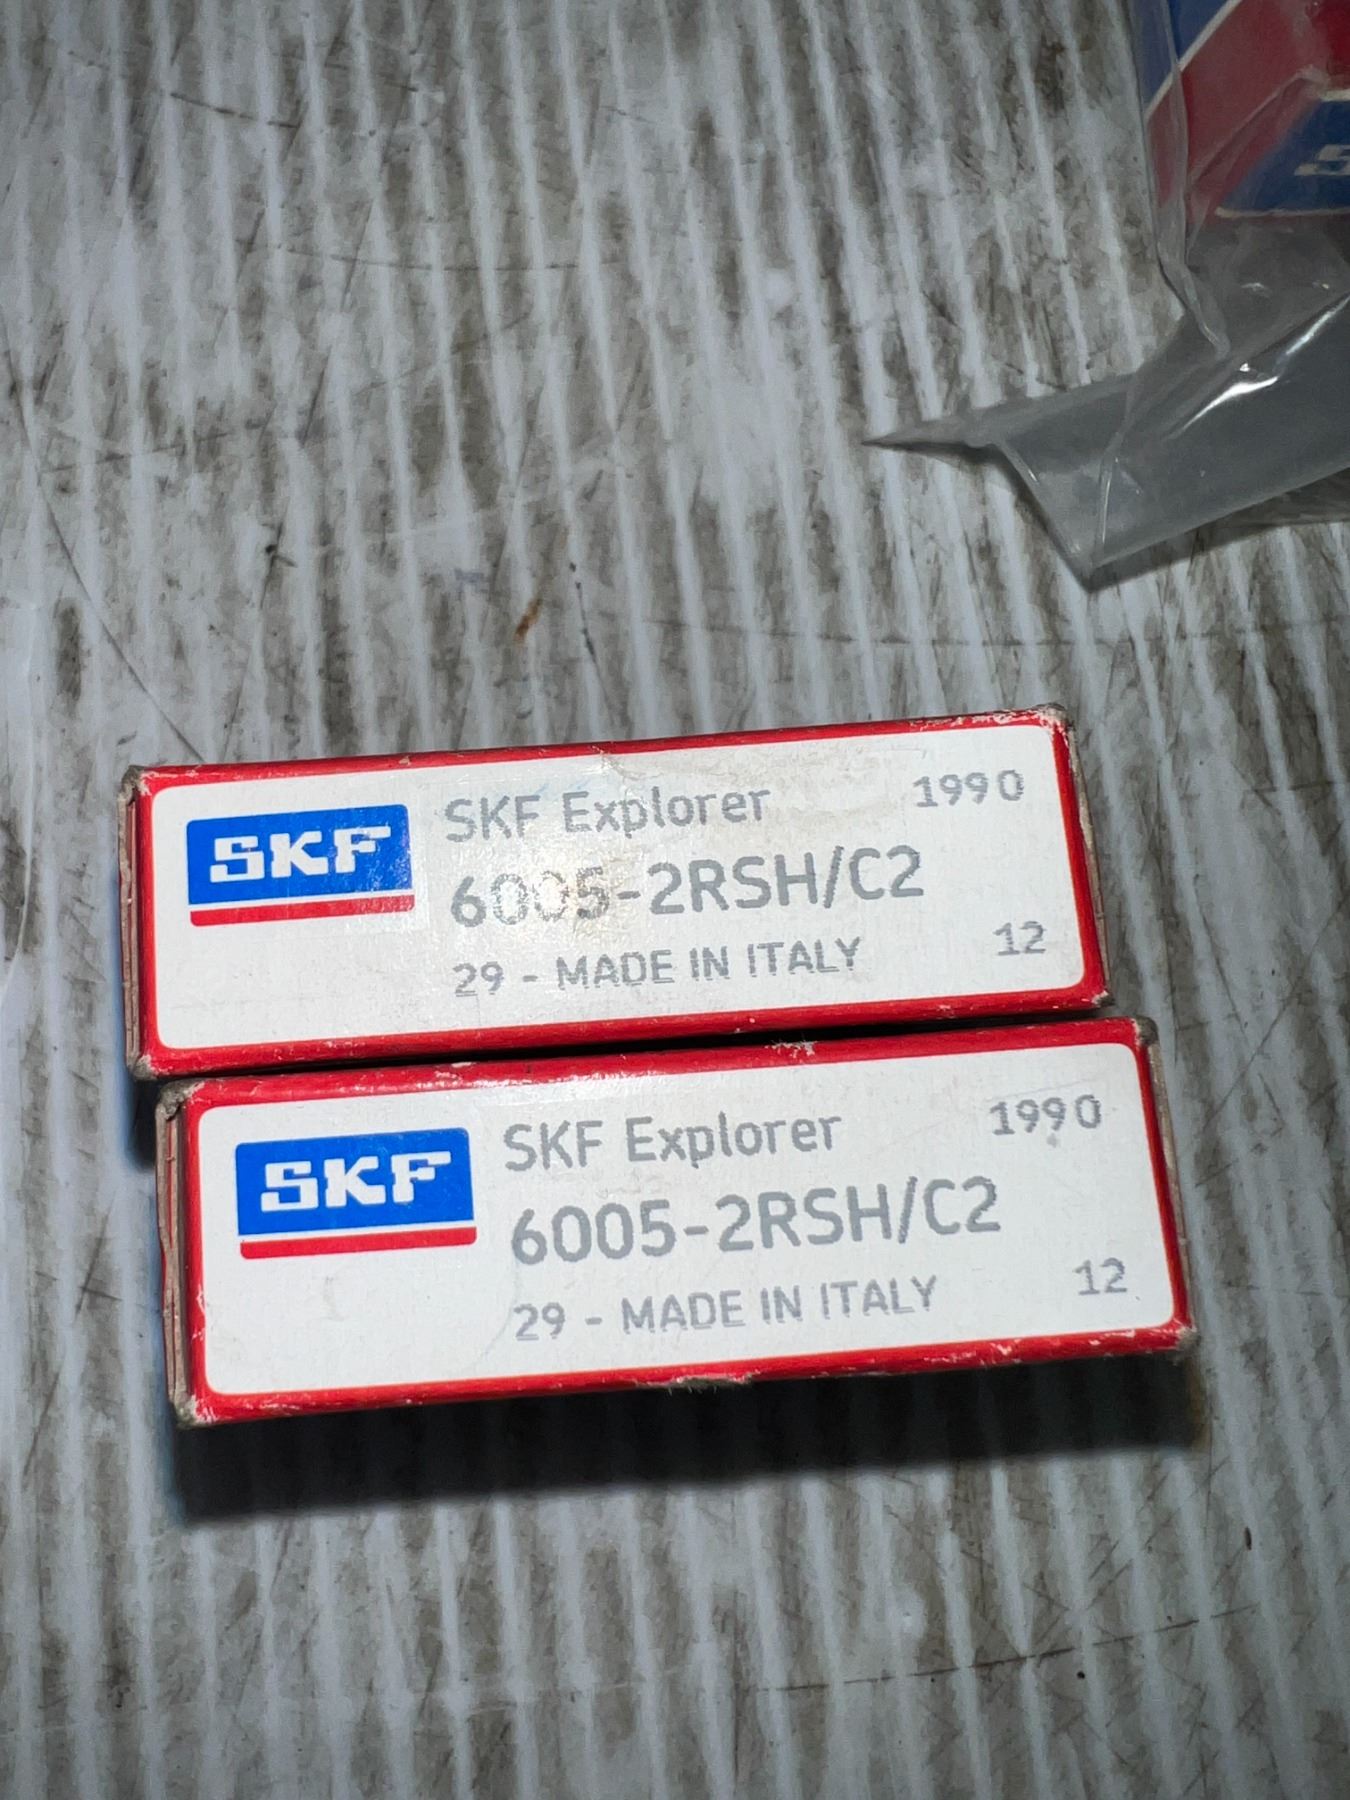 SKF
SKF Explorer 1990
6005-2RSH/C2
29 - MADE IN ITALY 12
SKF
SKF Explorer 1990
6005-2RSH/C2
29 - MADE IN ITALY 12